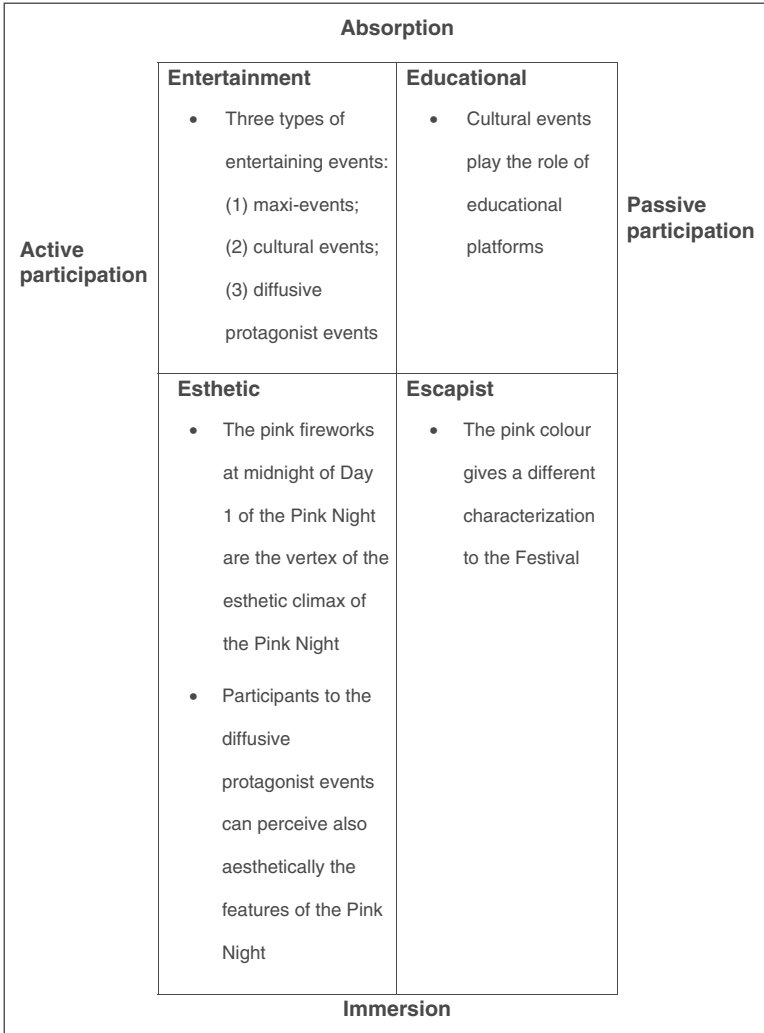 Absorption
Entertainment
• Three types of
entertaining events:
(1) maxi-events;
(2) cultural events;
(3) diffusive
protagonist events
Educational
• Cultural events
play the role of
educational
platforms
Active
participation
Passive
participation
Esthetic
• The pink fireworks
at midnight of Day
1 of the Pink Night
are the vertex of the
esthetic climax of
the Pink Night
• Participants to the
diffusive
protagonist events
can perceive also
aesthetically the
features of the Pink
Night
Escapist
• The pink colour
gives a different
characterization
to the Festival
Immersion